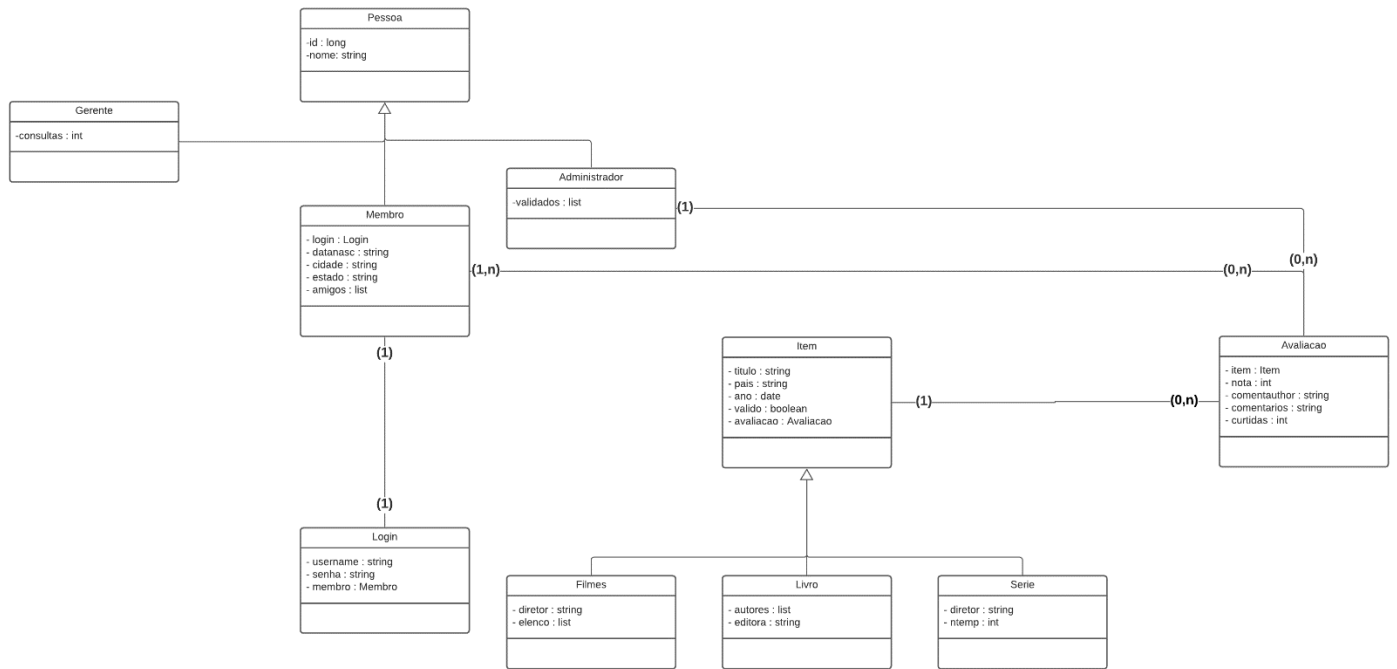 Pessoa
-id : long
-nome: string
Gerente
-consultas : int
Administrador
-validados : list
(1)
Membro
- login : Login
- datanasc : string
- cidade : string
- estado : string
- amigos : list
(1,n)
(0,n)
(0,n)
(1)
Item
- titulo : string
- pais : string
- ano : date
- valido : boolean
- avaliacao : Avaliacao
(1)
(0,n)
Avaliacao
- item : Item
- nota : int
- comentauthor : string
- comentarios : string
- curtidas : int
(1)
Login
- username : string
- senha : string
- membro : Membro
Filmes
- diretor : string
- elenco : list
Livro
- autores : list
- editora : string
Serie
- diretor : string
- ntemp : int